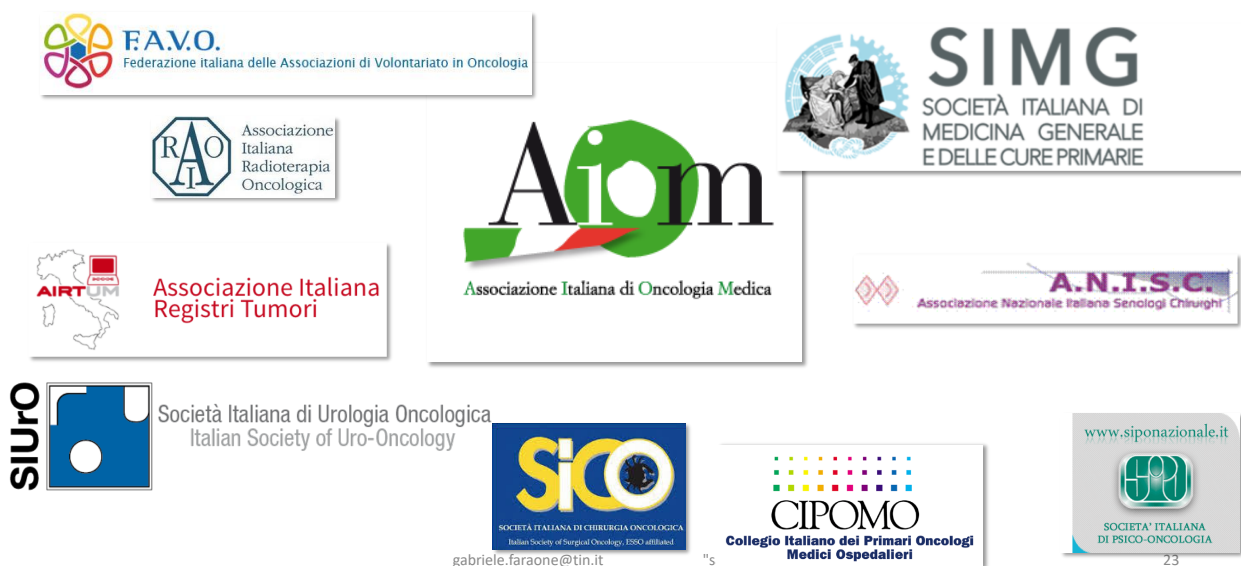 F.A.V.O.
Federazione italiana delle Associazioni di Volontariato in Oncologia
SIMG
SOCIETÀ ITALIANA DI
MEDICINA GENERALE
E DELLE CURE PRIMARIE
RAO
I
Associazione
Italiana
Radioterapia
Oncologica
Aiom
Associazione Italiana di Oncologia Medica
AIRTUM
Associazione Italiana
Registri Tumori
A.N.I.S.C.
Associazione Nazionale Italiana Senologi Chirurghi
SIUrO
Società Italiana di Urologia Oncologica
Italian Society of Uro-Oncology
SiCO
SOCIETÀ ITALIANA DI CHIRURGIA ONCOLOGICA
Italian Society of Surgical Oncology, ESSO affiliated
CIPOMO
Collegio Italiano dei Primari Oncologi
Medici Ospedalieri
www.siponazionale.it
SIPO
SOCIETA' ITALIANA
DI PSICO-ONCOLOGIA
gabriele.faraone@tin.it
"s
23